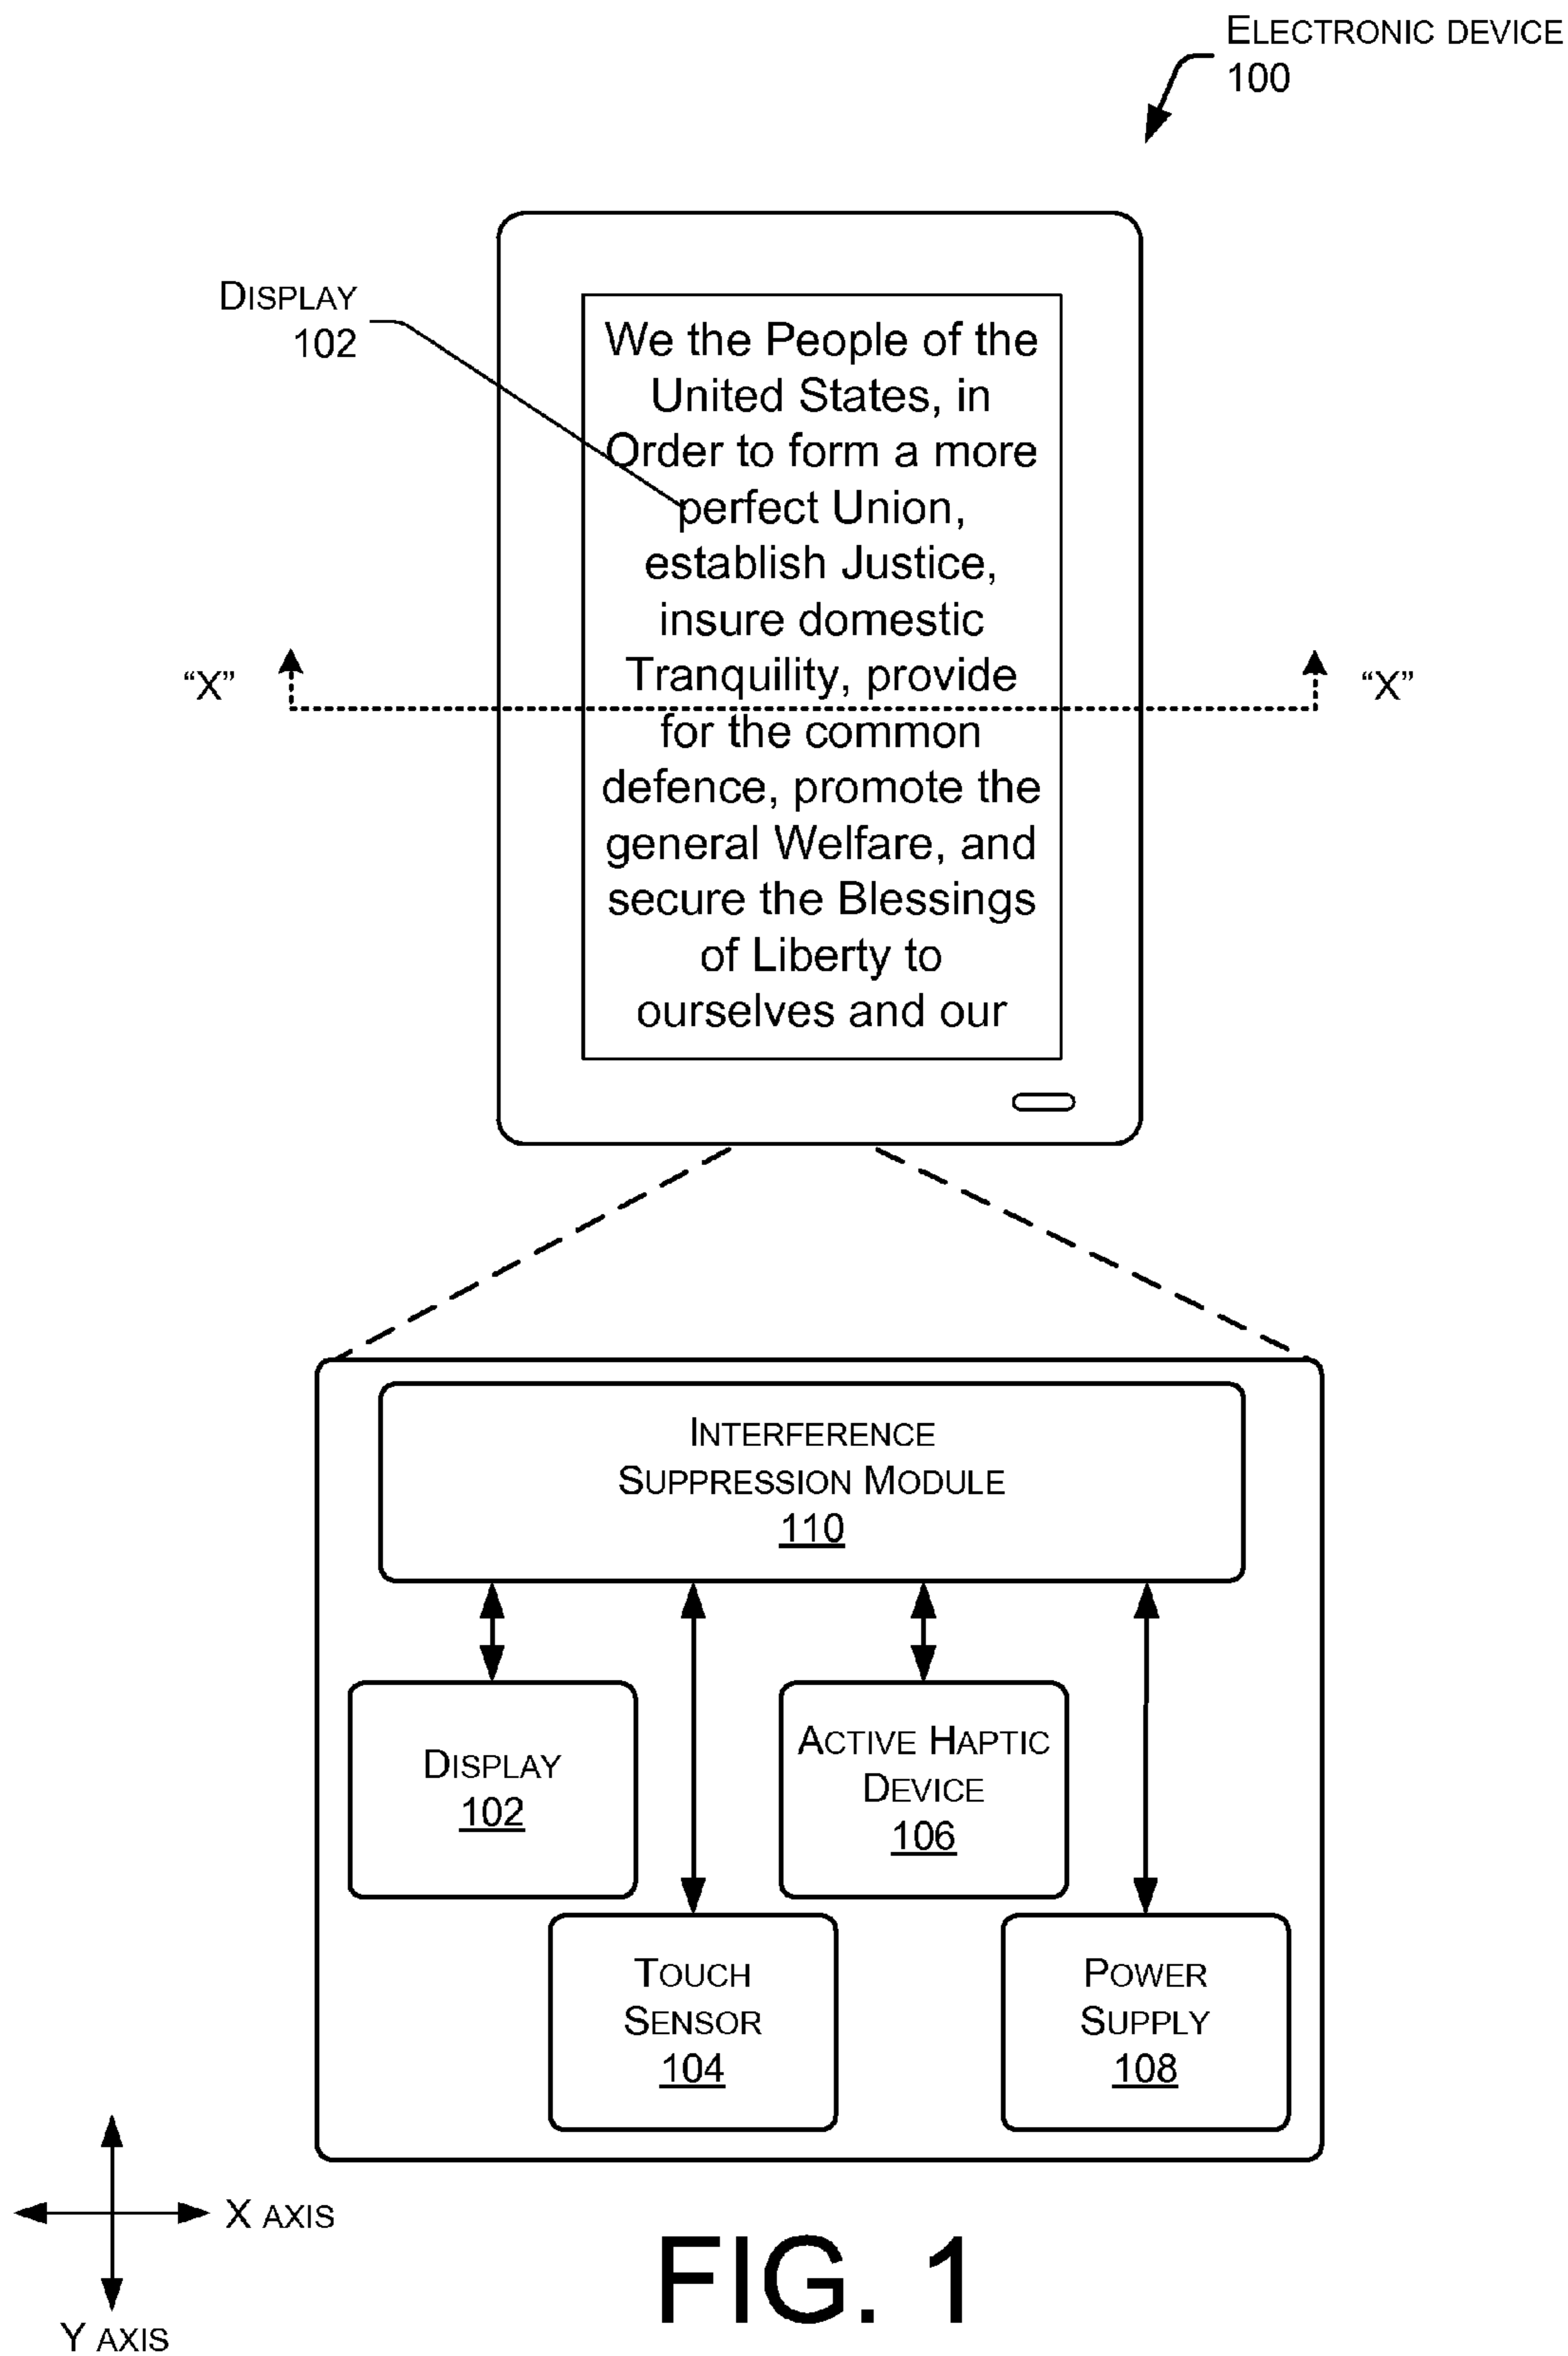 ELECTRONIC DEVICE
100
DISPLAY
102
We the People of the
United States, in
Order to form a more
perfect Union,
establish Justice,
insure domestic
Tranquility, provide
“X”
“X”
for the common
defence, promote the
general Welfare, and
secure the Blessings
of Liberty to
ourselves and our
INTERFERENCE
SUPPRESSION MODULE
110
DISPLAY
102
ACTIVE HAPTIC
DEVICE
106
TOUCH
SENSOR
104
POWER
SUPPLY
108
X AXIS
Y AXIS
FIG. 1